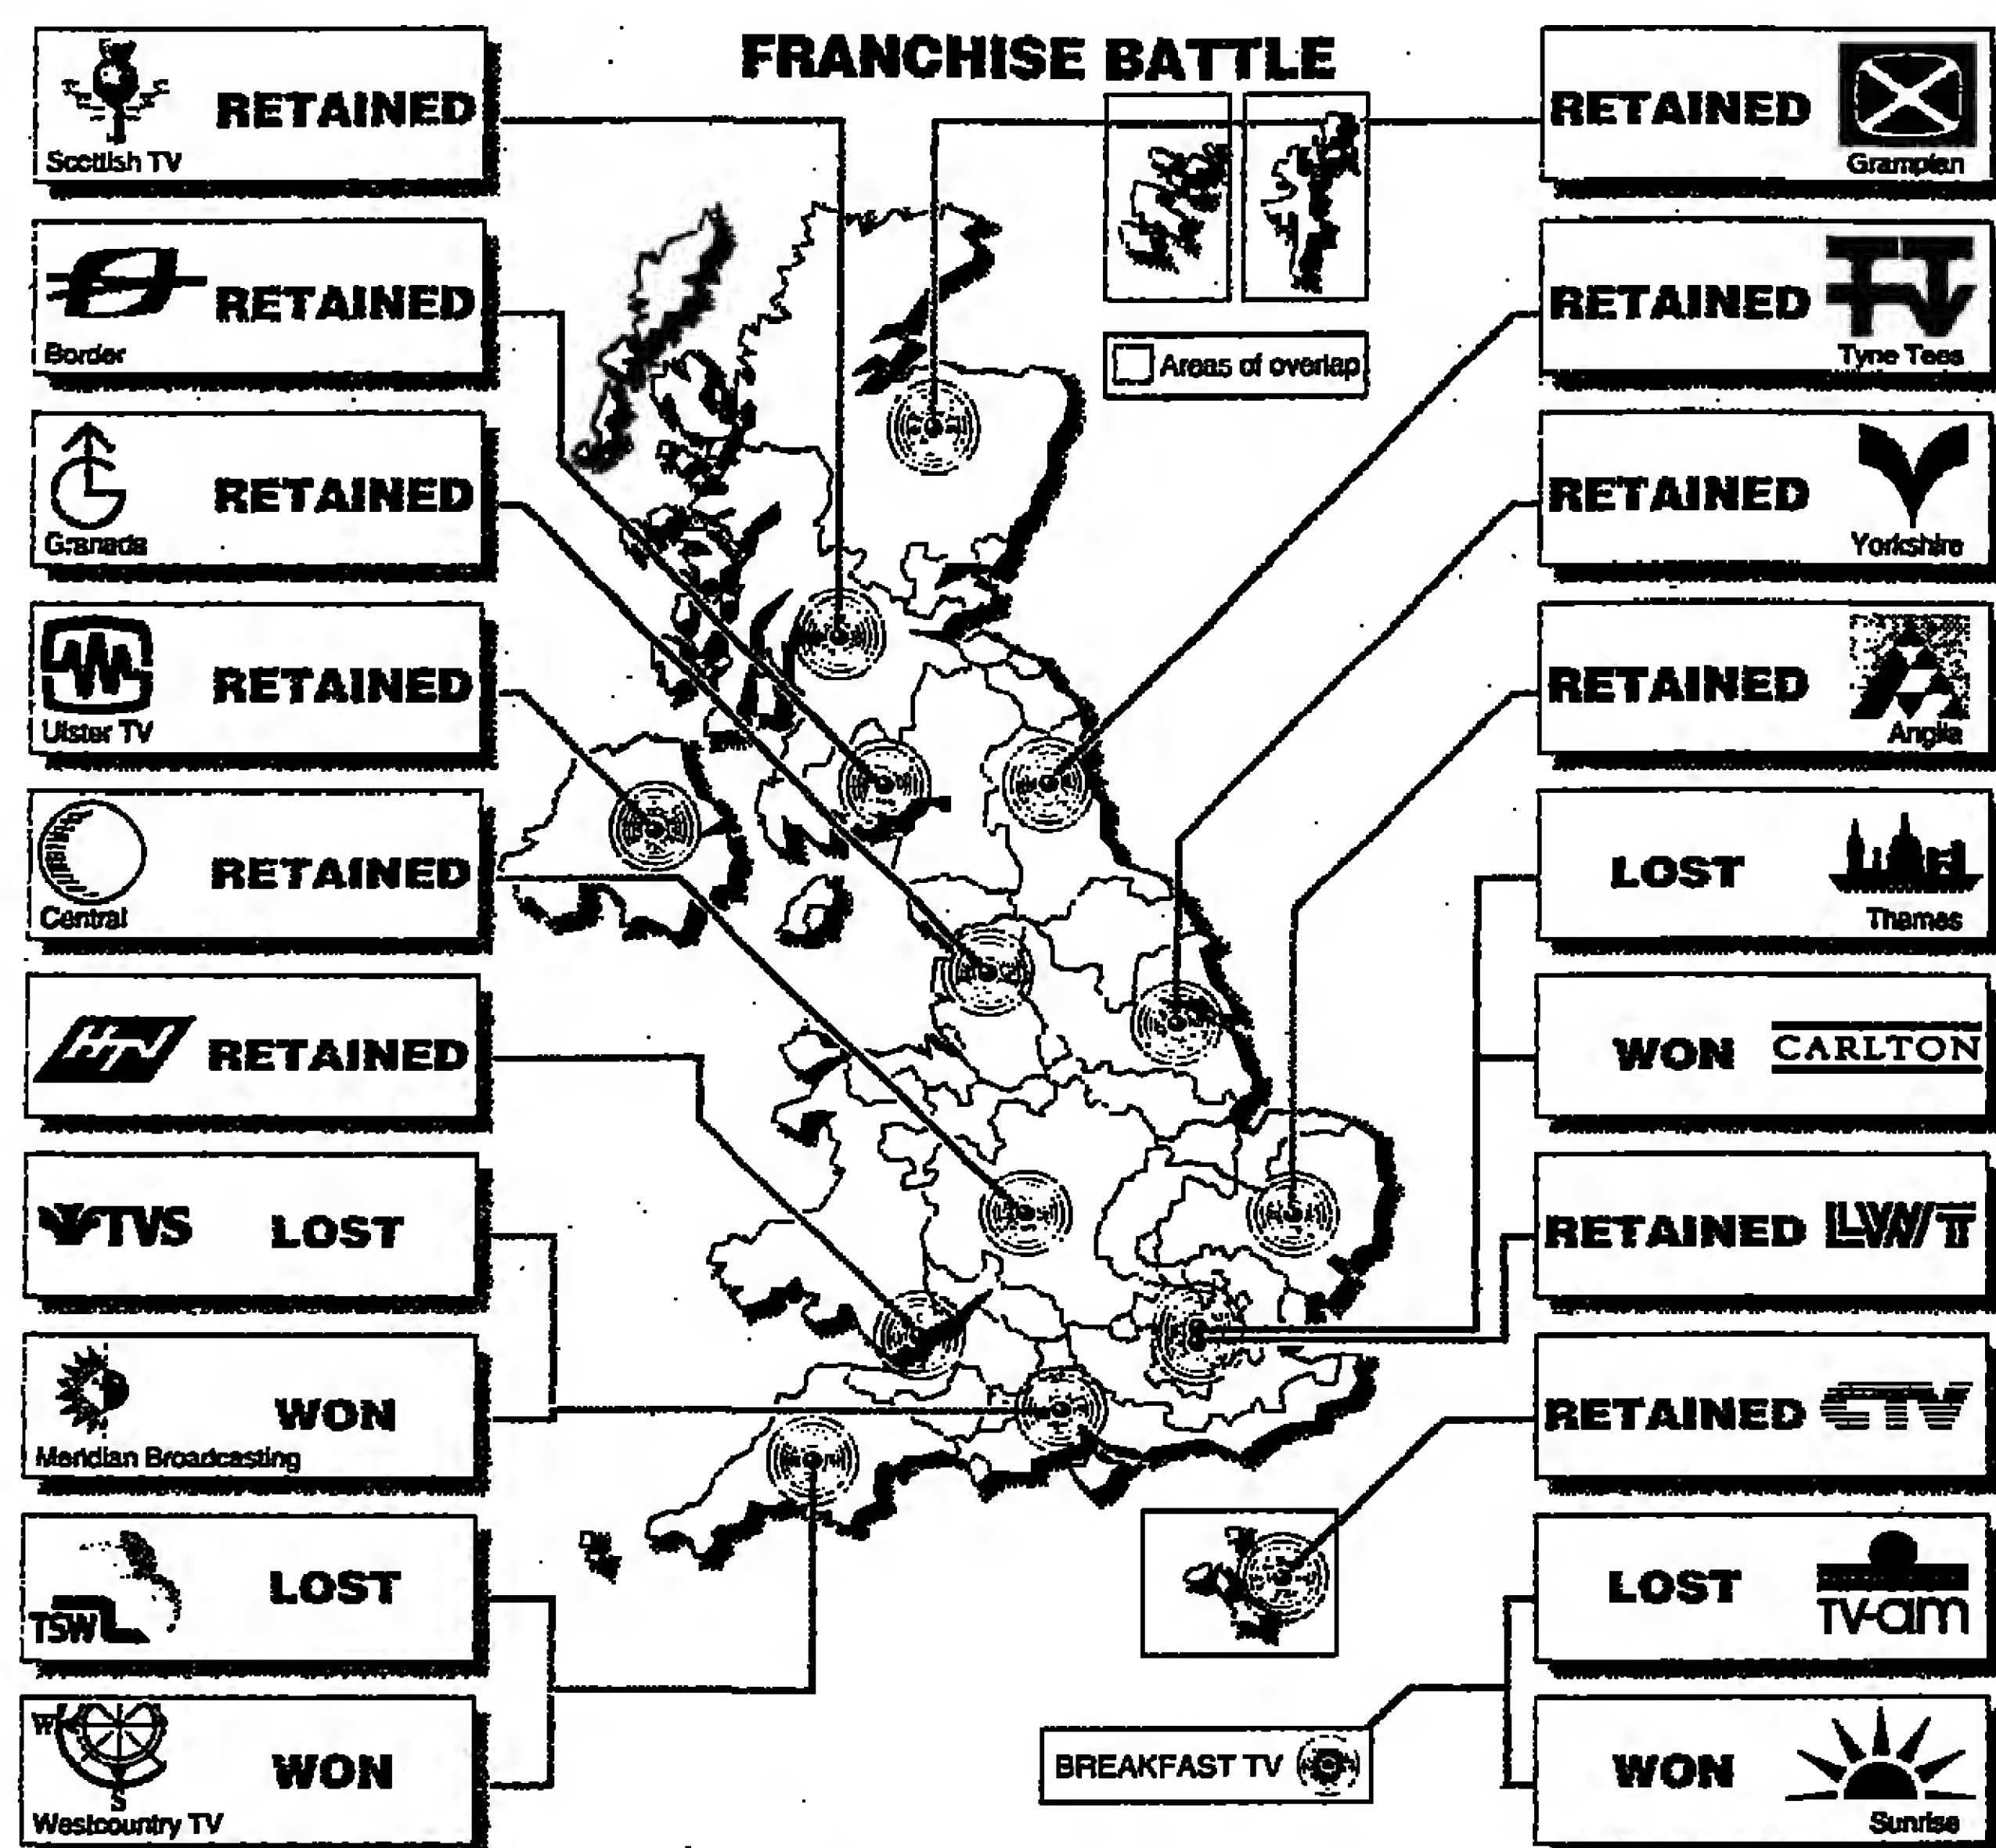 FRANCHISE BATTLE
RETAINED
Scottish TV
RETAINED
Border
RETAINED
Granada
RETAINED
Ulster TV
RETAINED
Central
HTV RETAINED
TVS LOST
WON
Meridian Broadcasting
LOST
TSW
W
WON
S
Westcountry TV
Areas of overlap
BREAKFAST TV
RETAINED
Grampian
RETAINED
TTTV
Tyne Tees
RETAINED
Yorkshire
RETAINED
Anglia
LOST
Thames
WON CARLTON
RETAINED LWT
RETAINED CTV
LOST
TV-am
WON
Sunrise